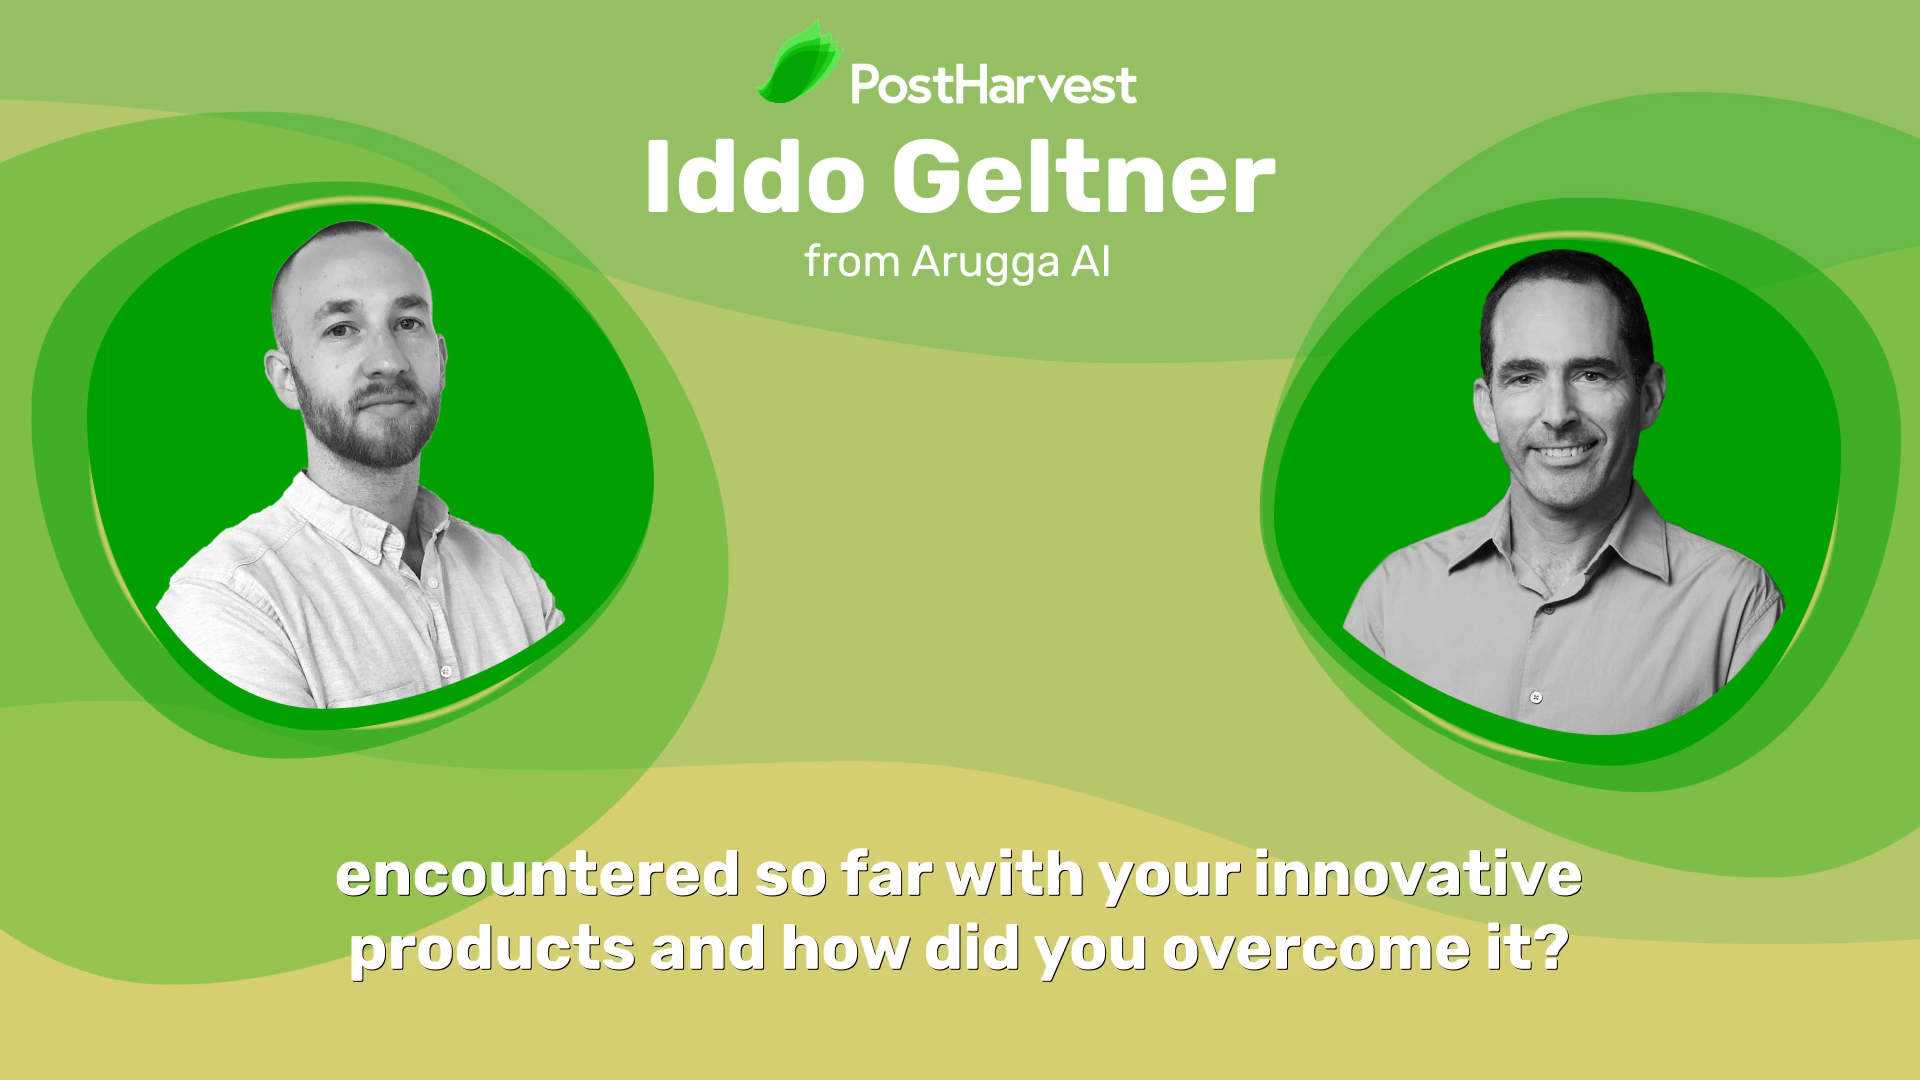 PostHarvest
Iddo Geltner
from Arugga AI
encountered so far with your innovative
products and how did you overcome it?